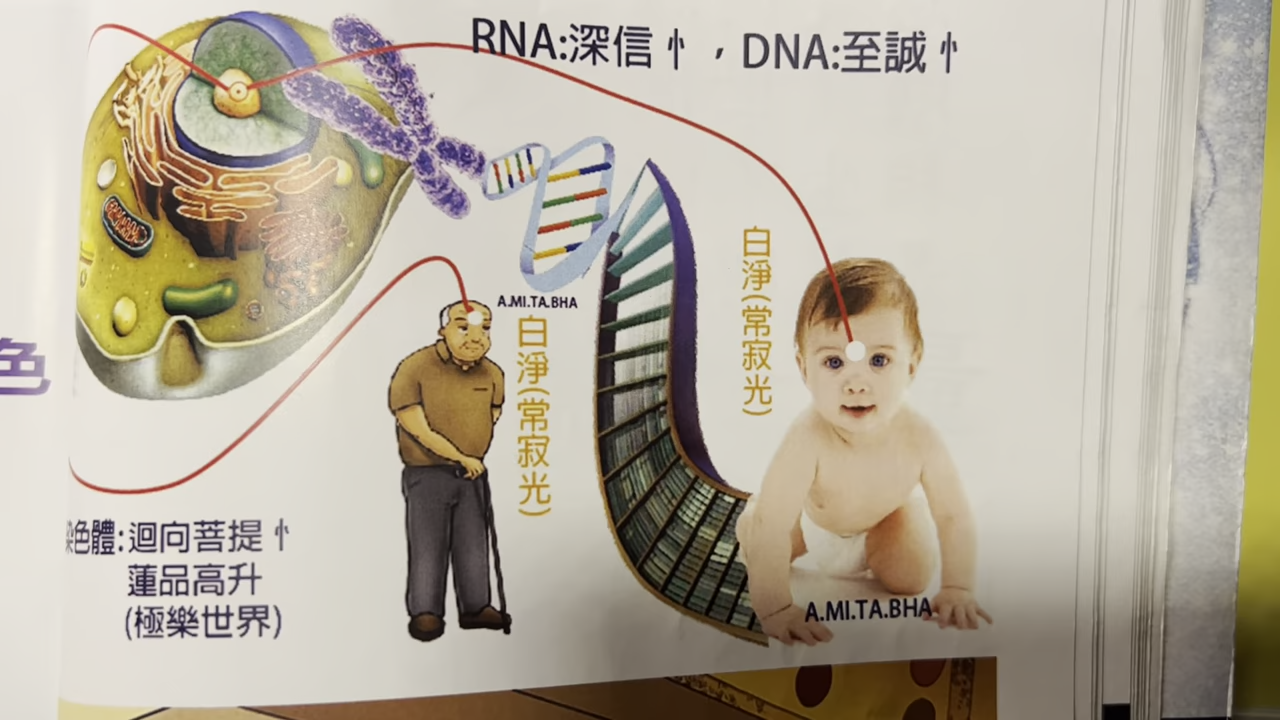 RNA:深信忄，DNA:至誠忄
色
A.MI.TA.BHA
白淨(常寂光)
白淨(常寂光)
染色體:迴向菩提忄
蓮品高升
(極樂世界)
A.MI.TA.BHA